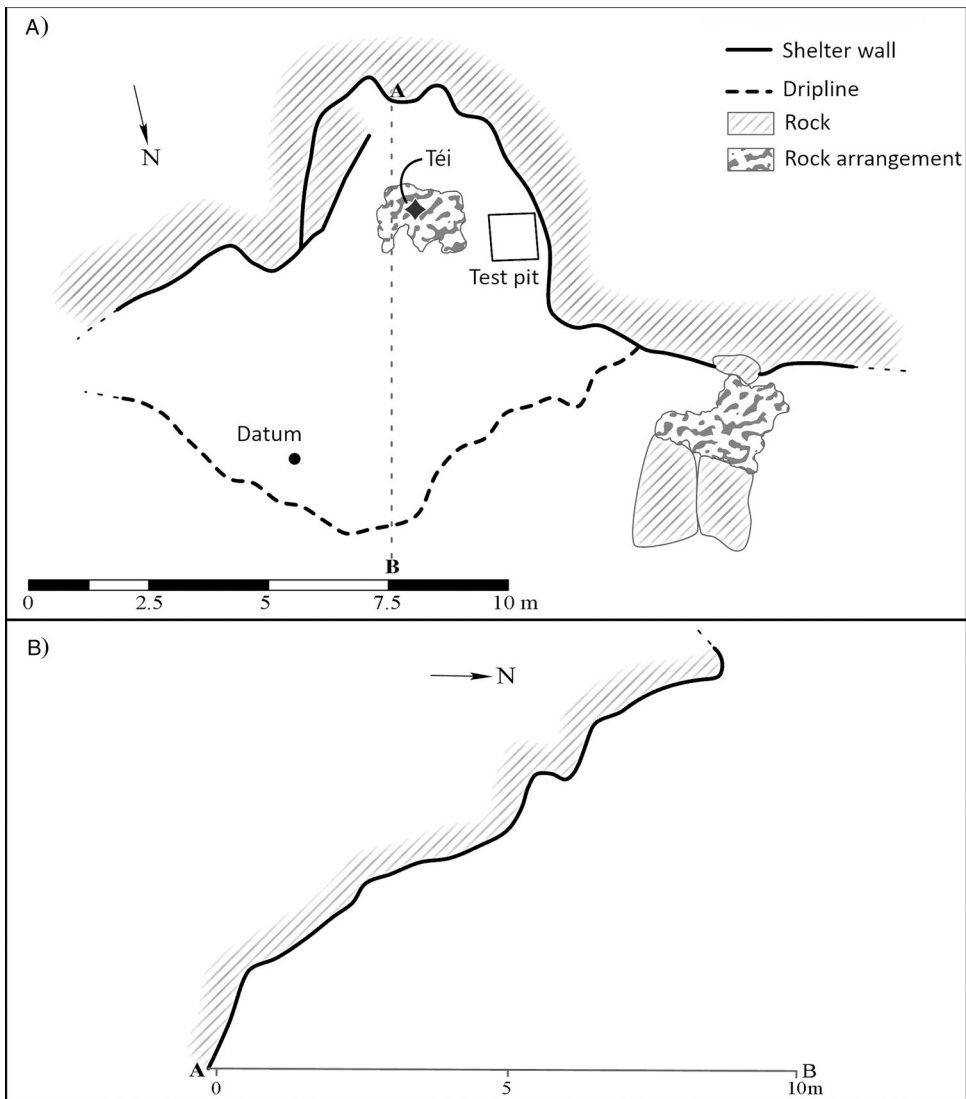 A)
Shelter wall
Dripline
Rock
Rock arrangement
N
A
Téi
Test pit
Datum
B
0 2.5 5 7.5 10 m
B)
N
A
B
0 5 10m